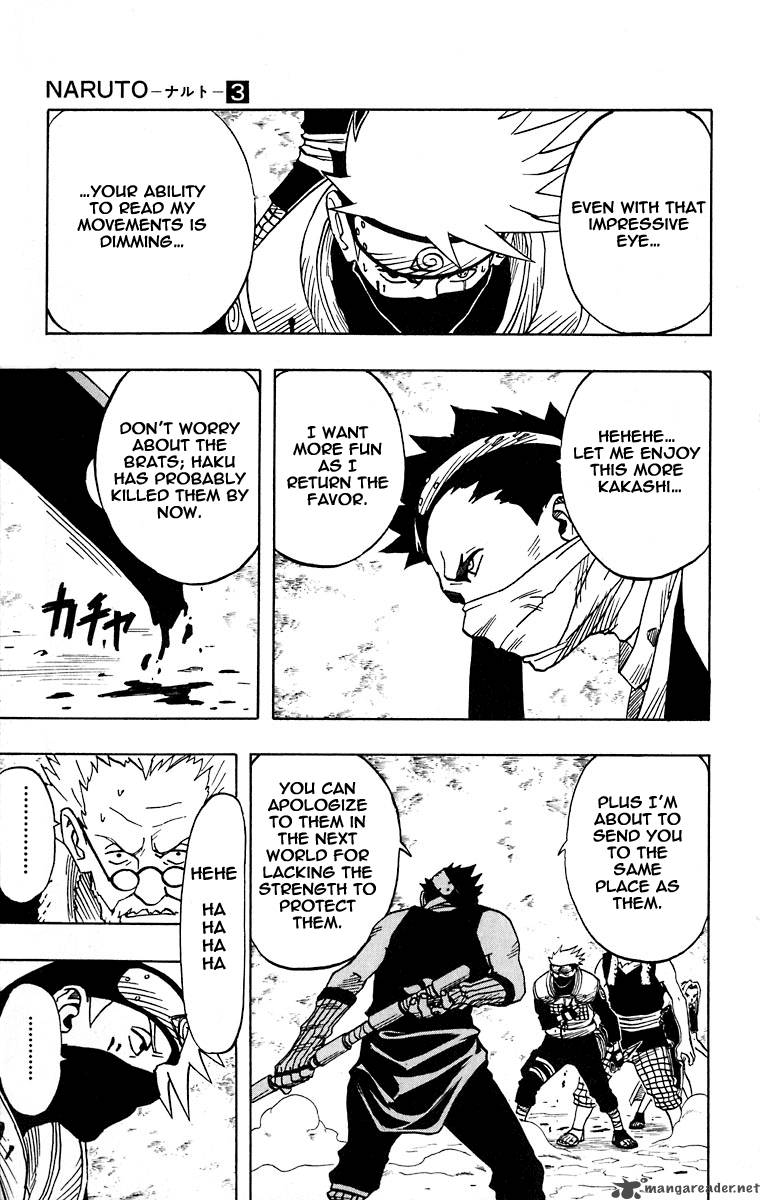 NARUTO —ナルト— 3
EVEN WITH THAT
IMPRESSIVE
EYE...
...YOUR ABILITY
TO READ MY
MOVEMENTS IS
DIMMING...
HEHEHE...
LET ME ENJOY
THIS MORE
KAKASHI...
I WANT
MORE FUN
AS I
RETURN THE
FAVOR.
DON'T WORRY
ABOUT THE
BRATS; HAKU
HAS PROBABLY
KILLED THEM BY
NOW.
カチャ
PLUS I'M
ABOUT TO
SEND YOU
TO THE
SAME
PLACE AS
THEM.
YOU CAN
APOLOGIZE
TO THEM IN
THE NEXT
WORLD FOR
LACKING THE
STRENGTH TO
PROTECT
THEM.
HEHE
HA
HA
HA
HA
.........
.........
mangareader.net